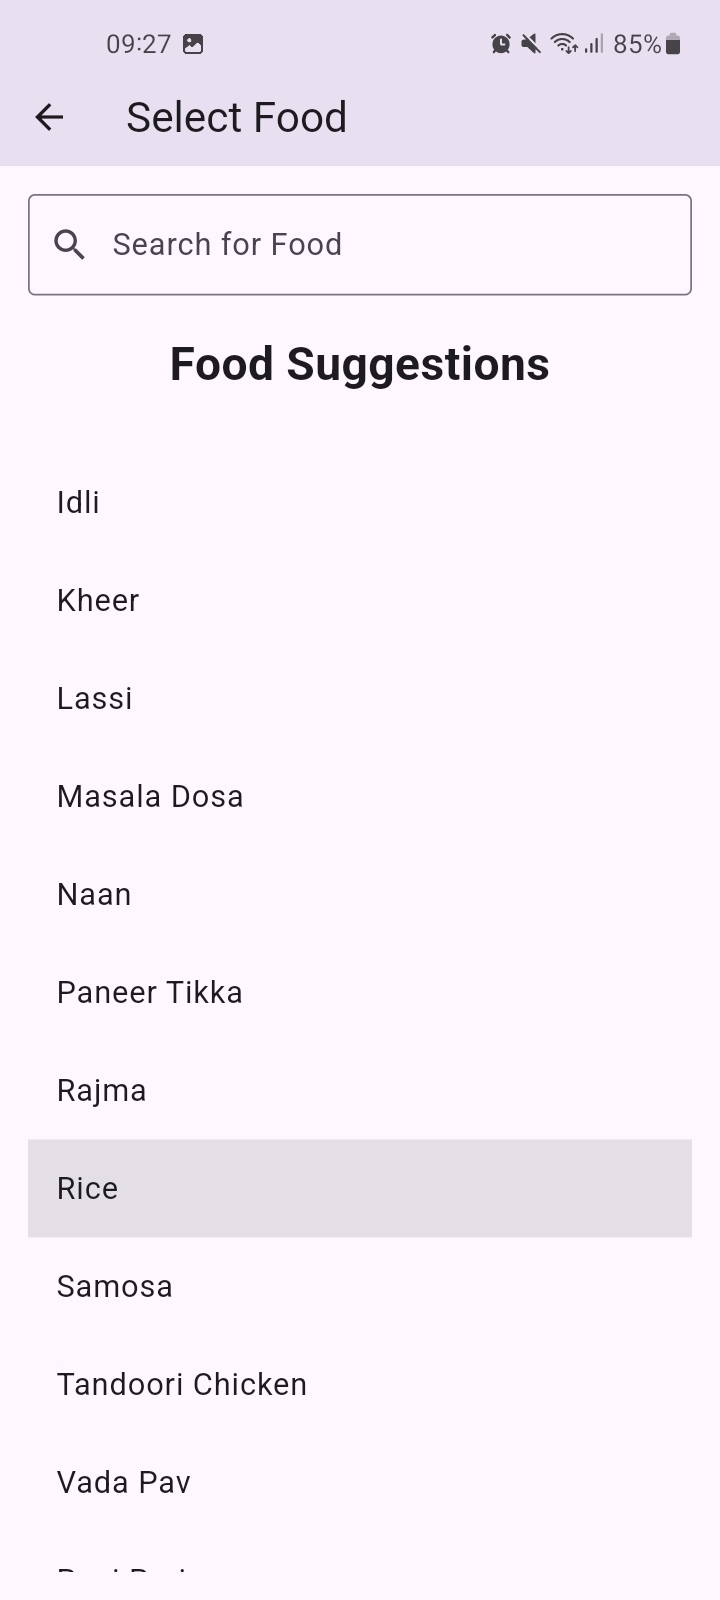 09:27
85%
Select Food
Search for Food
Food Suggestions
Idli
Kheer
Lassi
Masala Dosa
Naan
Paneer Tikka
Rajma
Rice
Samosa
Tandoori Chicken
Vada Pav